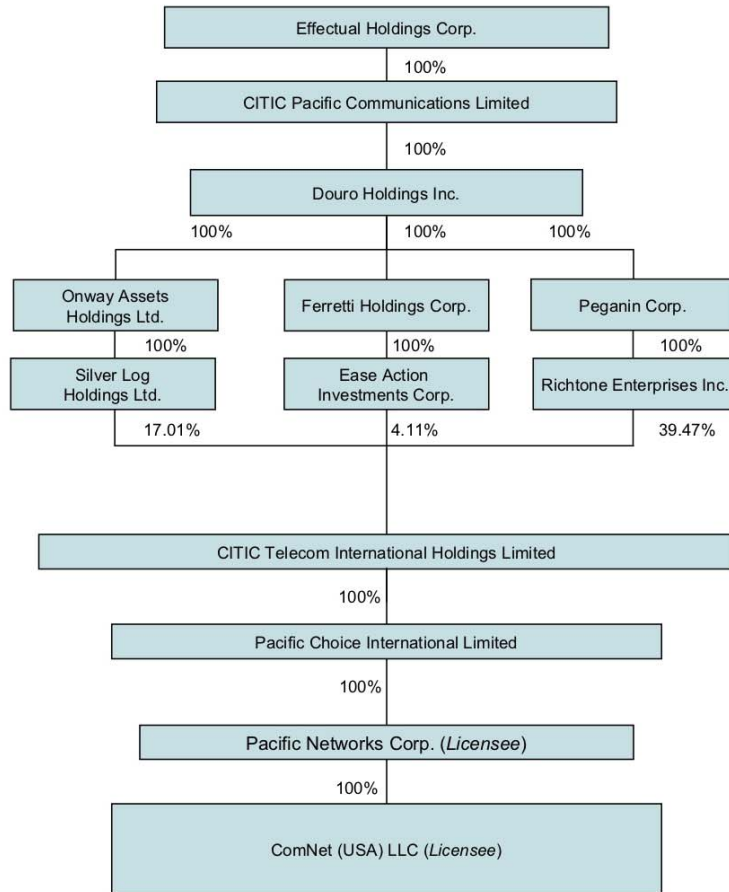 Effectual Holdings Corp.
100%
CITIC Pacific Communications Limited
100%
Douro Holdings Inc.
100% 100% 100%
Onway Assets
Holdings Ltd.
Ferretti Holdings Corp.
Peganin Corp.
100% 100% 100%
Silver Log
Holdings Ltd.
Ease Action
Investments Corp.
Richtone Enterprises Inc.
17.01% 4.11% 39.47%
CITIC Telecom International Holdings Limited
100%
Pacific Choice International Limited
100%
Pacific Networks Corp. (Licensee)
100%
ComNet (USA) LLC (Licensee)